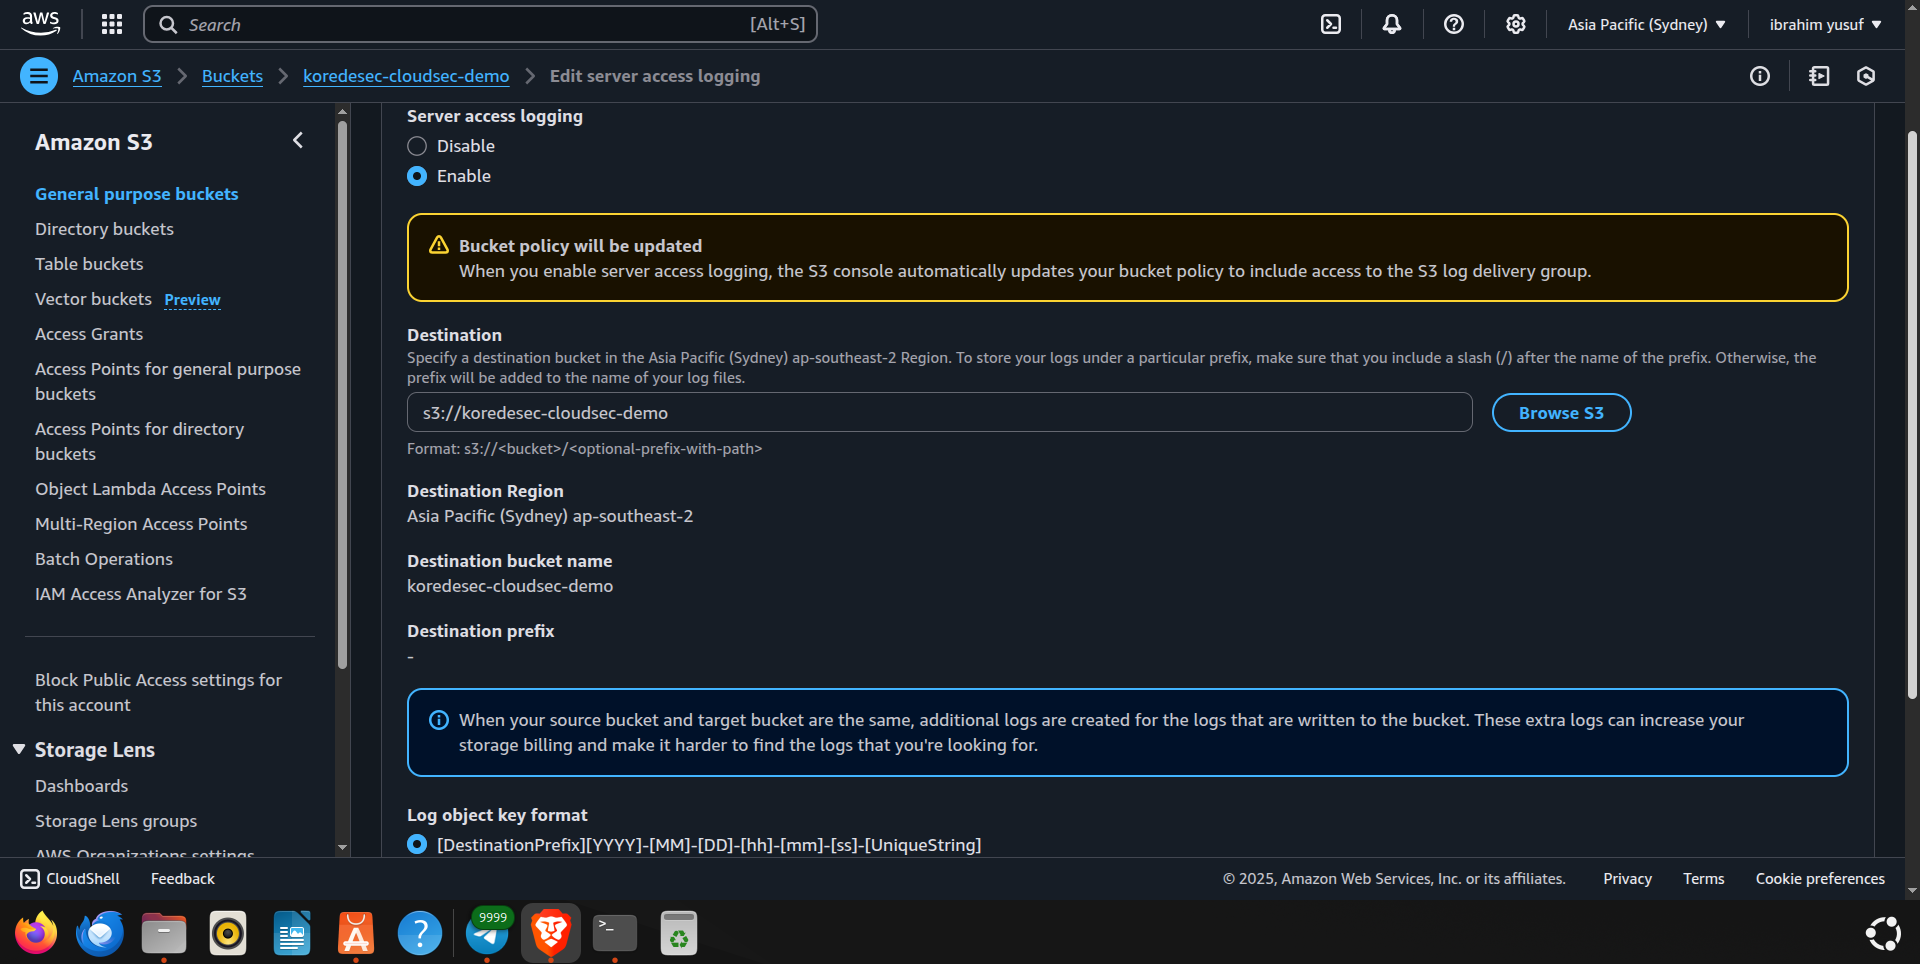 aws
Search
[Alt+S]
Asia Pacific (Sydney)
ibrahim yusuf
Amazon S3
Buckets
koredesec-cloudsec-demo
Edit server access logging
Amazon S3
General purpose buckets
Directory buckets
Table buckets
Vector buckets Preview
Access Grants
Access Points for general purpose
buckets
Access Points for directory
buckets
Object Lambda Access Points
Multi-Region Access Points
Batch Operations
IAM Access Analyzer for S3
Block Public Access settings for
this account
Storage Lens
Dashboards
Storage Lens groups
AWS Organizations settings
Server access logging
Disable
Enable
Bucket policy will be updated
When you enable server access logging, the S3 console automatically updates your bucket policy to include access to the S3 log delivery group.
Destination
Specify a destination bucket in the Asia Pacific (Sydney) ap-southeast-2 Region. To store your logs under a particular prefix, make sure that you include a slash (/) after the name of the prefix. Otherwise, the
prefix will be added to the name of your log files.
s3://koredesec-cloudsec-demo
Browse S3
Format: s3://<bucket>/<optional-prefix-with-path>
Destination Region
Asia Pacific (Sydney) ap-southeast-2
Destination bucket name
koredesec-cloudsec-demo
Destination prefix
-
When your source bucket and target bucket are the same, additional logs are created for the logs that are written to the bucket. These extra logs can increase your
storage billing and make it harder to find the logs that you're looking for.
Log object key format
[DestinationPrefix][YYYY]-[MM]-[DD]-[hh]-[mm]-[ss]-[UniqueString]
CloudShell
Feedback
© 2025, Amazon Web Services, Inc. or its affiliates.
Privacy
Terms
Cookie preferences
9999